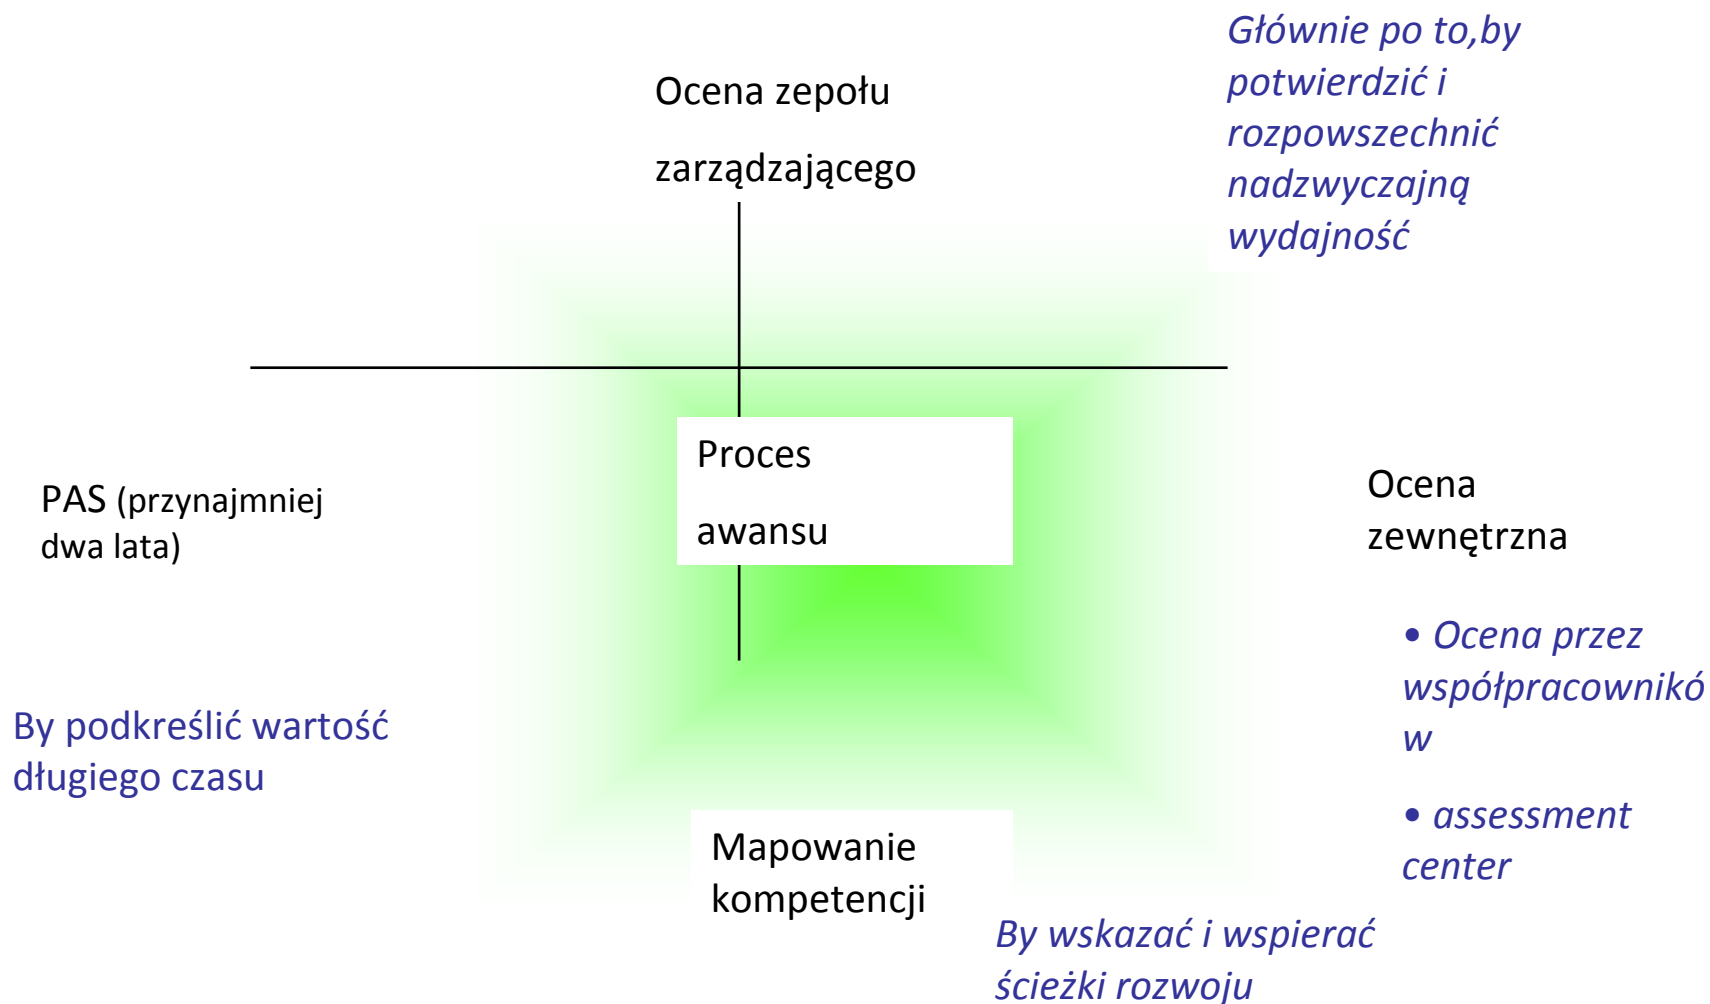 Głównie po to,by
potwierdzić i
rozpowszechnić
nadzwyczajną
wydajność
Ocena zepołu
zarządzającego
Proces
awansu
PAS (przynajmniej
dwa lata)
Ocena
zewnętrzna
• Ocena przez
współpracownikó
w
• assessment
center
By podkreślić wartość
długiego czasu
Mapowanie
kompetencji
By wskazać i wspierać
ścieżki rozwoju